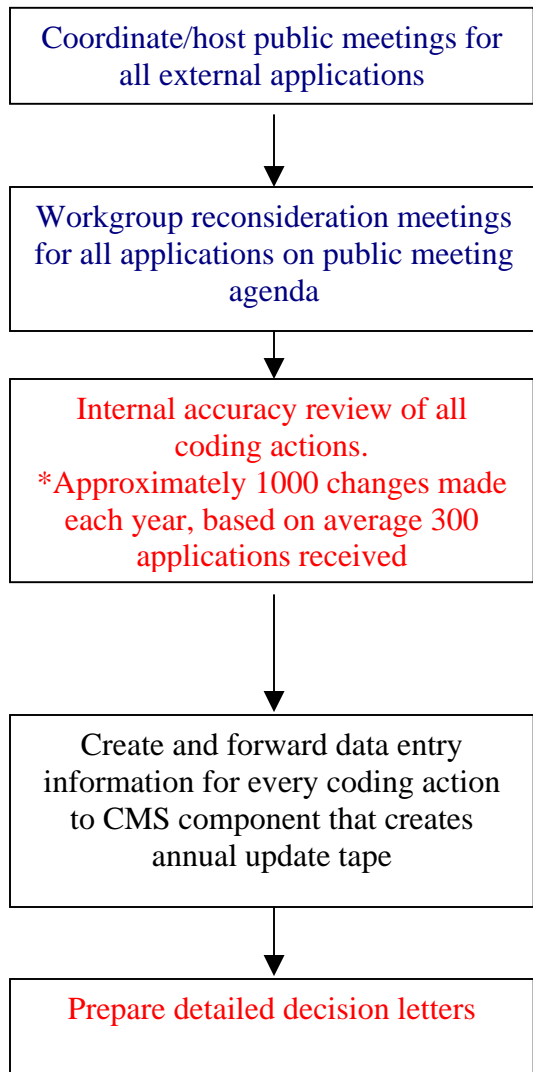 Coordinate/host public meetings for
all external applications
Workgroup reconsideration meetings
for all applications on public meeting
agenda
Internal accuracy review of all
coding actions.
*Approximately 1000 changes made
each year, based on average 300
applications received
Create and forward data entry
information for every coding action
to CMS component that creates
annual update tape
Prepare detailed decision letters